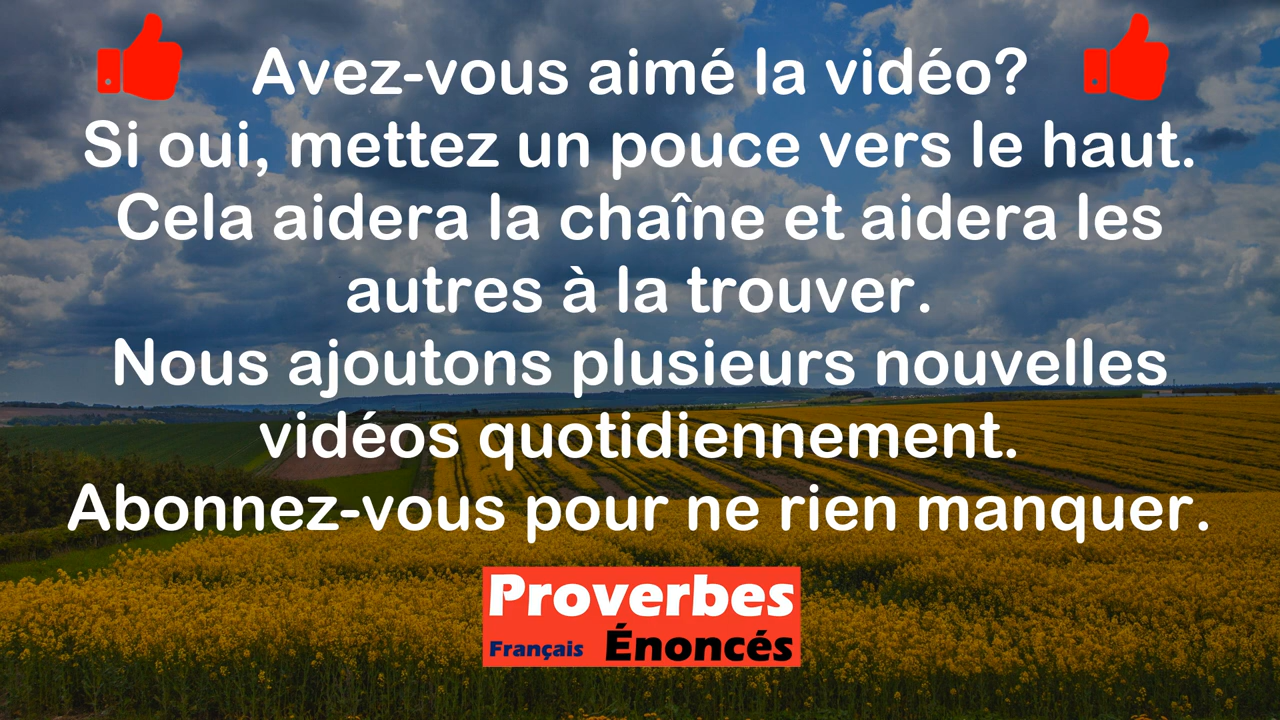 Avez-vous aimé la vidéo?
Si oui, mettez un pouce vers le haut.
Cela aidera la chaîne et aidera les
autres à la trouver.
Nous ajoutons plusieurs nouvelles
vidéos quotidiennement.
Abonnez-vous pour ne rien manquer.
Proverbes
Français Énoncés